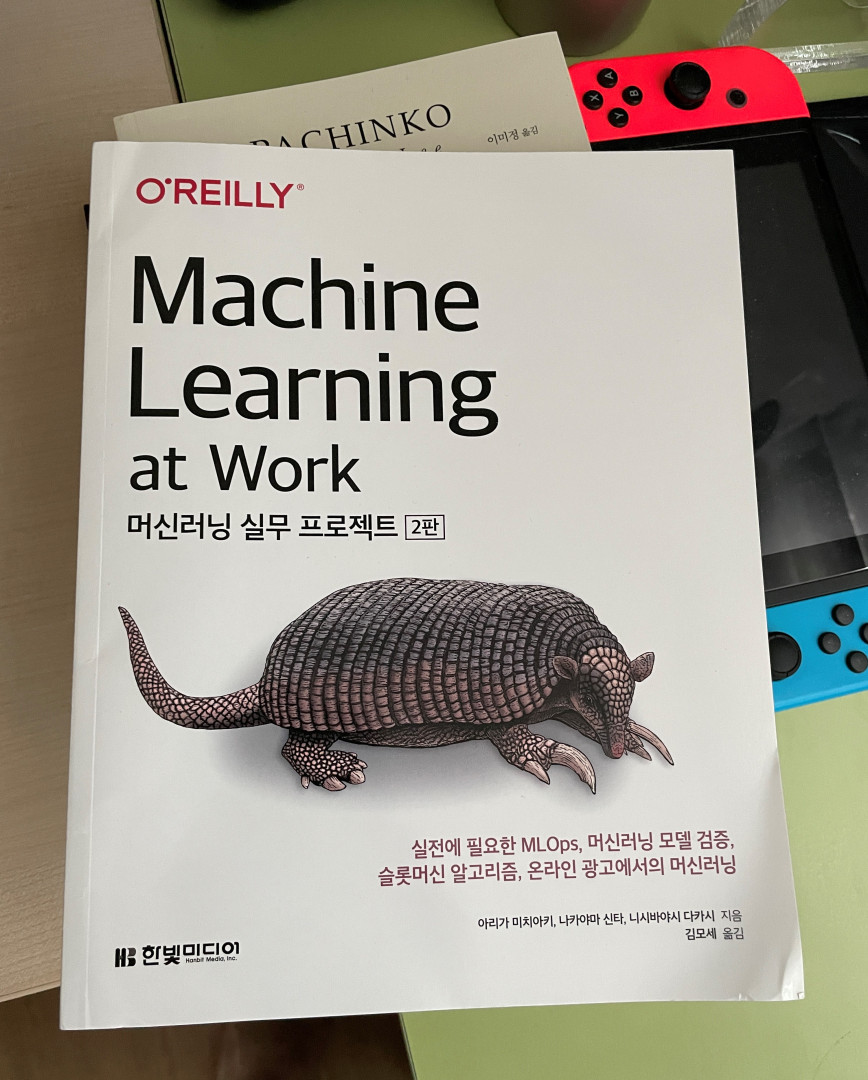 PACHINKO
이미정 옮김
X
A
B
Y
O'REILLY®
Machine
Learning
at Work
머신러닝 실무 프로젝트 2판
실전에 필요한 MLOps, 머신러닝 모델 검증,
슬롯머신 알고리즘, 온라인 광고에서의 머신러닝
아리가 미치아키, 나카야마 신타, 니시바야시 다카시 지음
김모세 옮김
HB 한빛미디어
Hanbit Media, Inc.